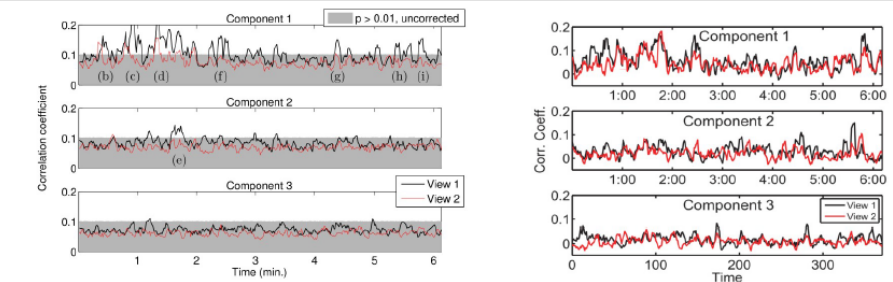 Component 1
p > 0.01, uncorrected
0.2
0.1
0
(b) (c) (d) (f) (g) (h) (i)
Component 2
0.2
0.1
0
(e)
Correlation coefficient
Component 3
0.2
0.1
0
View 1
View 2
1 2 3 4 5 6
Time (min.)
0.2
0.1
0
Component 1
1:00 2:00 3:00 4:00 5:00 6:00
0.2
0.1
0
Component 2
1:00 2:00 3:00 4:00 5:00 6:00
Corr. Coeff.
0.2
0.1
0
Component 3
View 1
View 2
0 100 200 300
Time